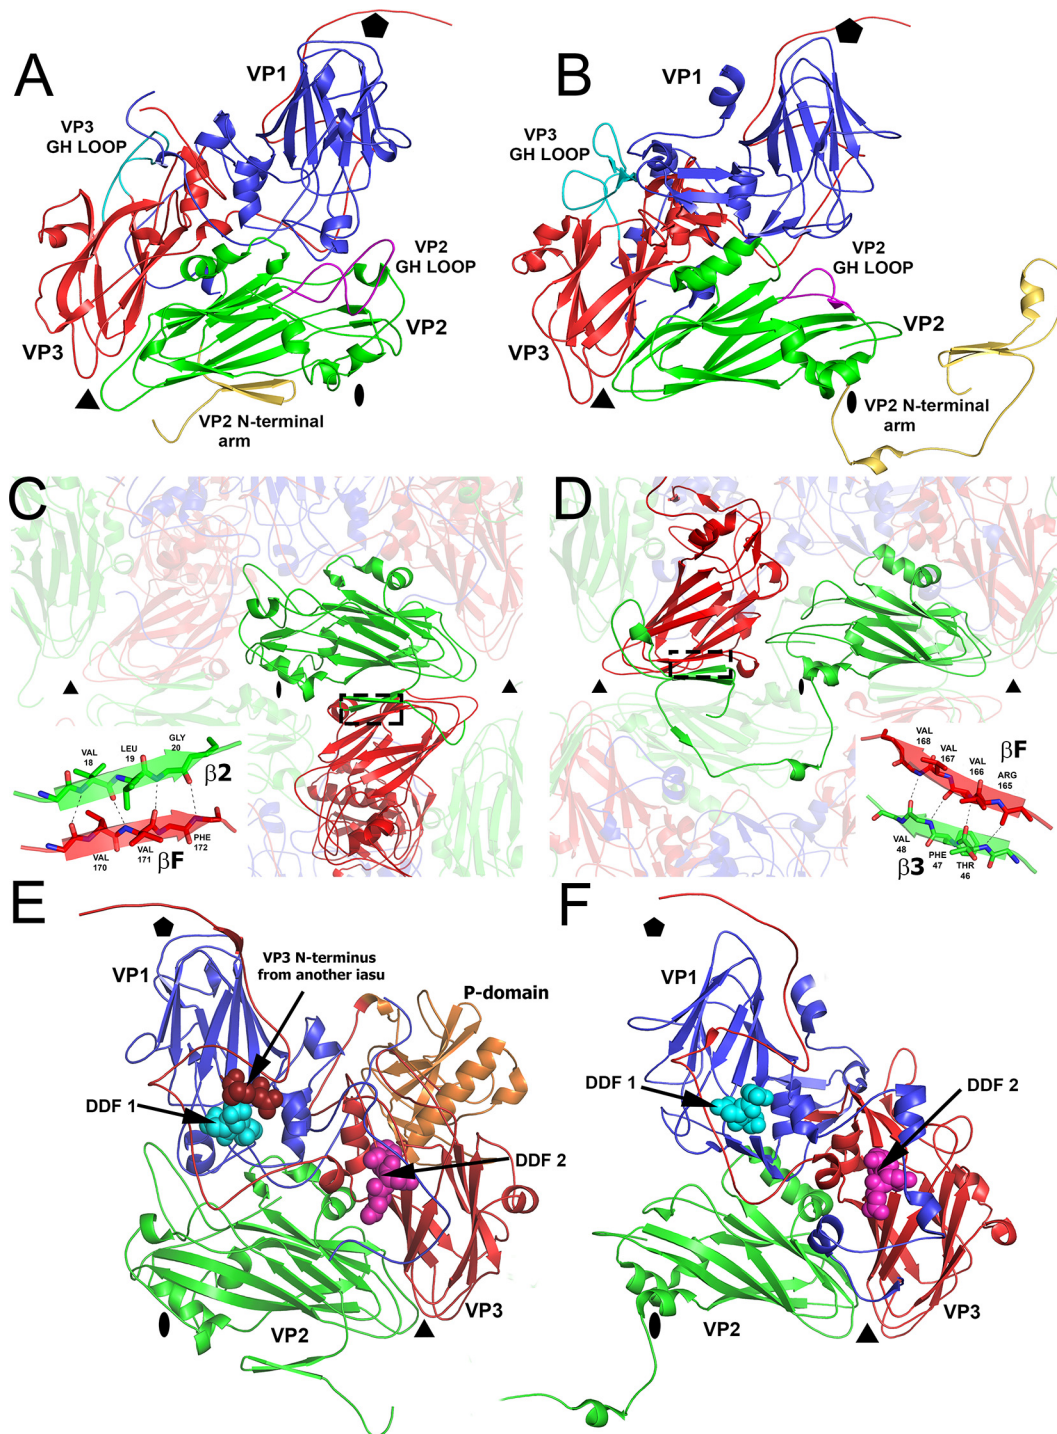 A
VP1
VP3
GH LOOP
VP2
GH LOOP
VP2
VP3
VP2 N-terminal
arm
B
VP1
VP3
GH LOOP
VP2
GH LOOP
VP2
VP3
VP2 N-terminal
arm
C
VAL
18
LEU
19
GLY
20
β2
VAL
170
VAL
171
PHE
172
βF
D
VAL
168
VAL
167
VAL
166
ARG
165
βF
VAL
48
PHE
47
THR
46
β3
E
VP1
VP3 N-terminus
from another iasu
P-domain
DDF 1
DDF 2
VP3
VP2
F
VP1
DDF 1
DDF 2
VP3
VP2